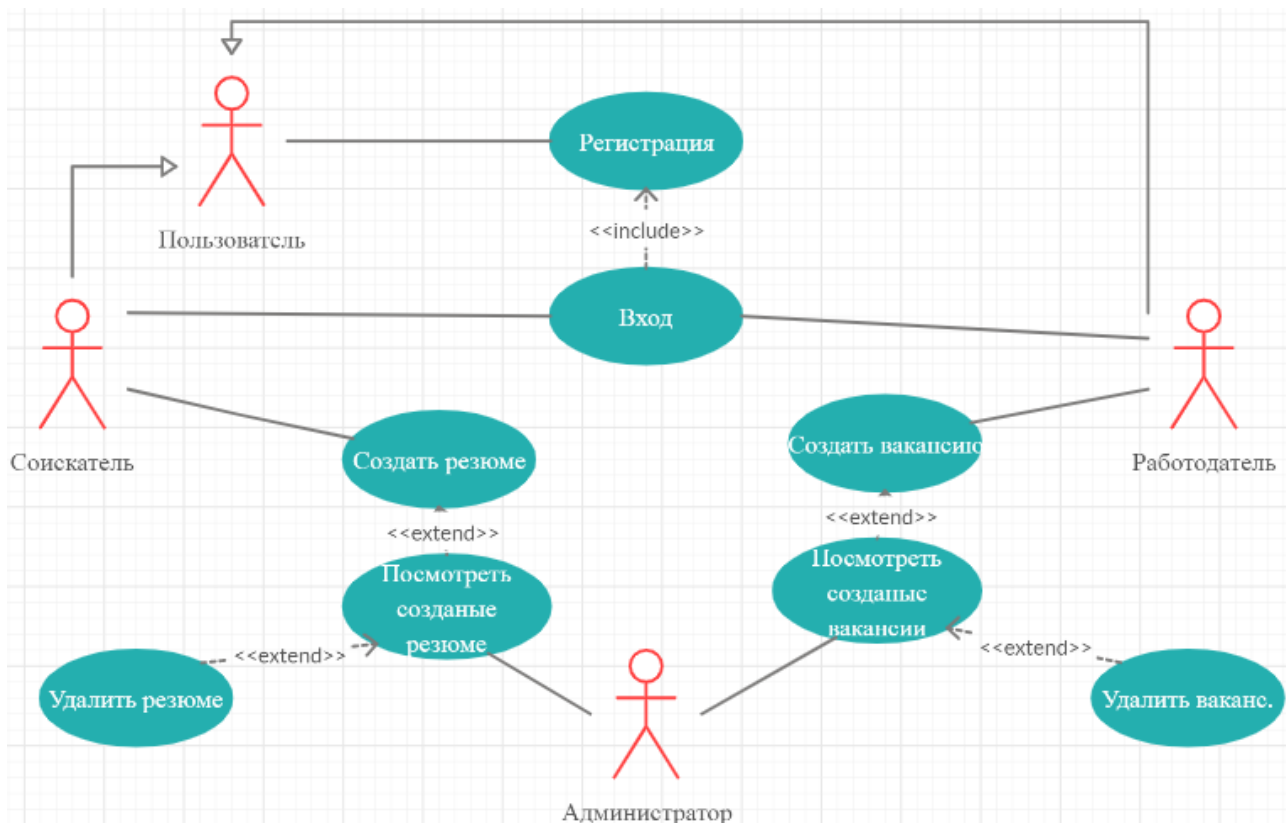 Регистрация
Пользователь
<<include>>
Вход
Соискатель
Создать резюме
Создать вакансию
Работодатель
<<extend>>
<<extend>>
Посмотреть
созданые
резюме
Посмотреть
созданые
вакансии
<<extend>>
<<extend>>
Удалить резюме
Удалить ваканс.
Администратор